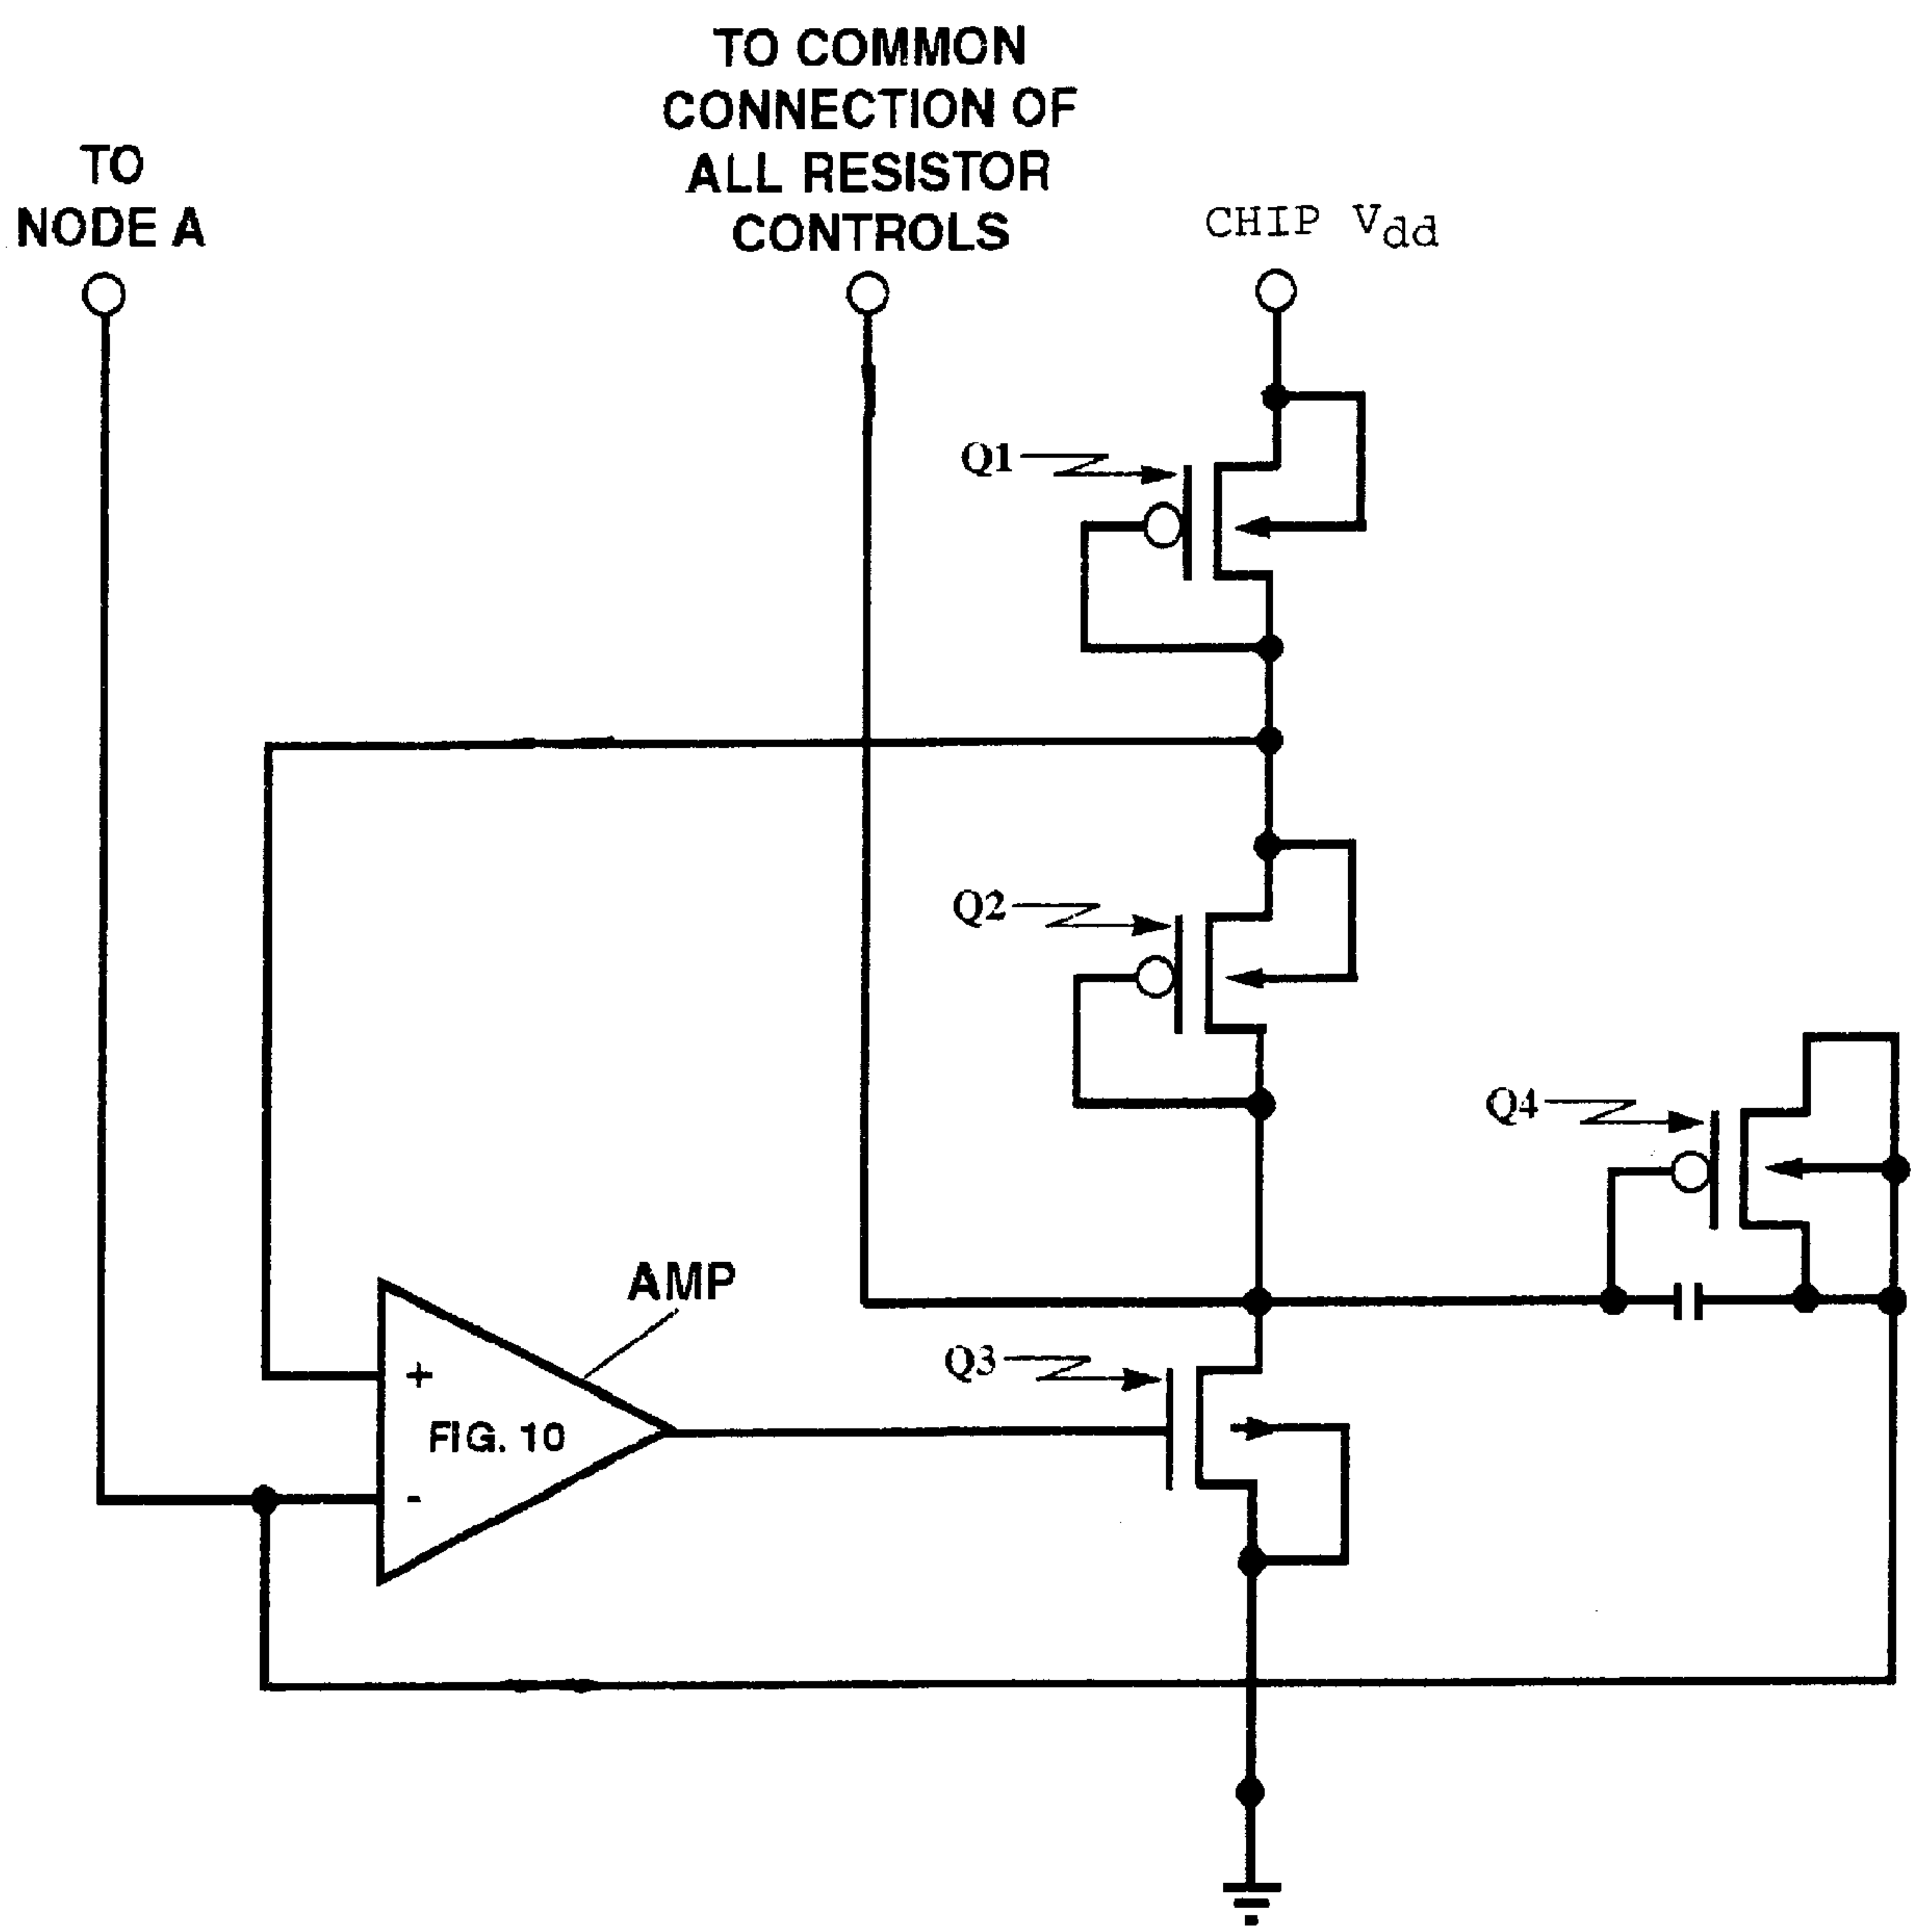 TO COMMON
CONNECTION OF
ALL RESISTOR
CONTROLS
TO
NODE A
CHIP Vdd
Q1
Q2
Q4
AMP
Q3
+
FIG. 10
-